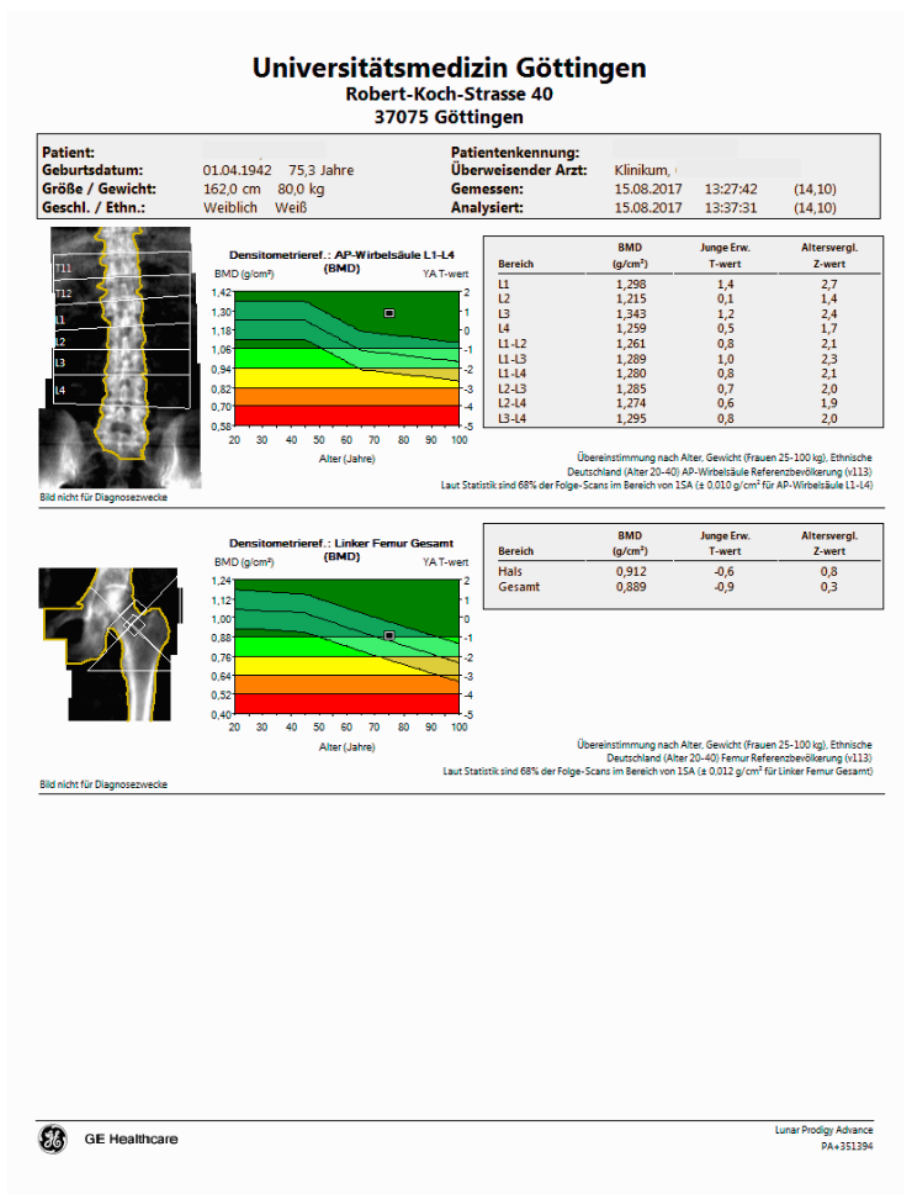 Universitätsmedizin Göttingen
Robert-Koch-Strasse 40
37075 Göttingen
Patient:
Geburtsdatum: 01.04.1942 75,3 Jahre
Größe / Gewicht: 162,0 cm 80,0 kg
Geschl. / Ethn.: Weiblich Weiß
Patientenkennung:
Überweisender Arzt: Klinikum,
Gemessen: 15.08.2017 13:27:42 (14,10)
Analysiert: 15.08.2017 13:37:31 (14,10)
T11
T12
L1
L2
L3
L4
Bild nicht für Diagnosezwecke
Densitometrieref.: AP-Wirbelsäule L1-L4
(BMD)
BMD (g/cm²) YA T-wert
1,42 2
1,30 1
1,18 0
1,06 -1
0,94 -2
0,82 -3
0,70 -4
0,58 -5
20 30 40 50 60 70 80 90 100
Alter (Jahre)
BMD Junge Erw. Altersvergl.
Bereich (g/cm²) T-wert Z-wert
L1 1,298 1,4 2,7
L2 1,215 0,1 1,4
L3 1,343 1,2 2,4
L4 1,259 0,5 1,7
L1-L2 1,261 0,8 2,1
L1-L3 1,289 1,0 2,3
L1-L4 1,280 0,8 2,1
L2-L3 1,285 0,7 2,0
L2-L4 1,274 0,6 1,9
L3-L4 1,295 0,8 2,0
Übereinstimmung nach Alter, Gewicht (Frauen 25-100 kg), Ethnische
Deutschland (Alter 20-40) AP-Wirbelsäule Referenzbevölkerung (v113)
Laut Statistik sind 68% der Folge-Scans im Bereich von 1SA (± 0,010 g/cm² für AP-Wirbelsäule L1-L4)
Densitometrieref.: Linker Femur Gesamt
(BMD)
BMD (g/cm²) YA T-wert
1,24 2
1,12 1
1,00 0
0,88 -1
0,76 -2
0,64 -3
0,52 -4
0,40 -5
20 30 40 50 60 70 80 90 100
Alter (Jahre)
BMD Junge Erw. Altersvergl.
Bereich (g/cm²) T-wert Z-wert
Hals 0,912 -0,6 0,8
Gesamt 0,889 -0,9 0,3
Übereinstimmung nach Alter, Gewicht (Frauen 25-100 kg), Ethnische
Deutschland (Alter 20-40) Femur Referenzbevölkerung (v113)
Laut Statistik sind 68% der Folge-Scans im Bereich von 1SA (± 0,012 g/cm² für Linker Femur Gesamt)
Bild nicht für Diagnosezwecke
GE Healthcare
Lunar Prodigy Advance
PA+351394